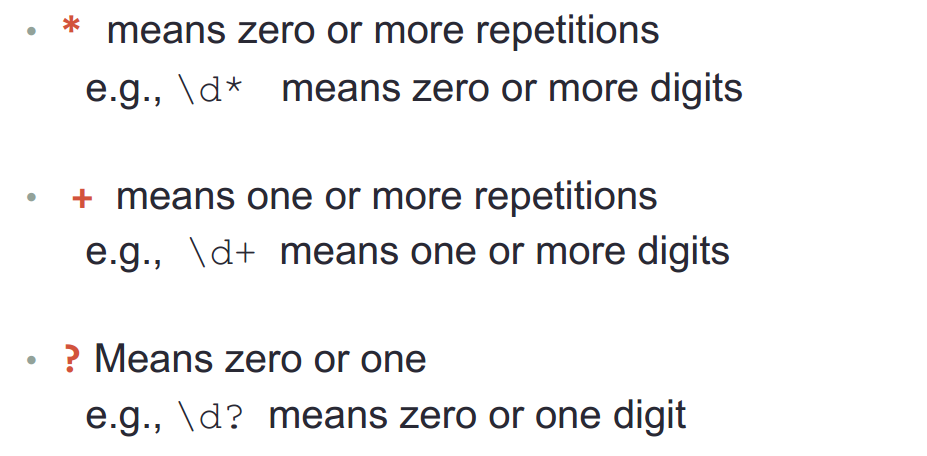 • * means zero or more repetitions
e.g., \d* means zero or more digits
• + means one or more repetitions
e.g., \d+ means one or more digits
• ? Means zero or one
e.g., \d? means zero or one digit